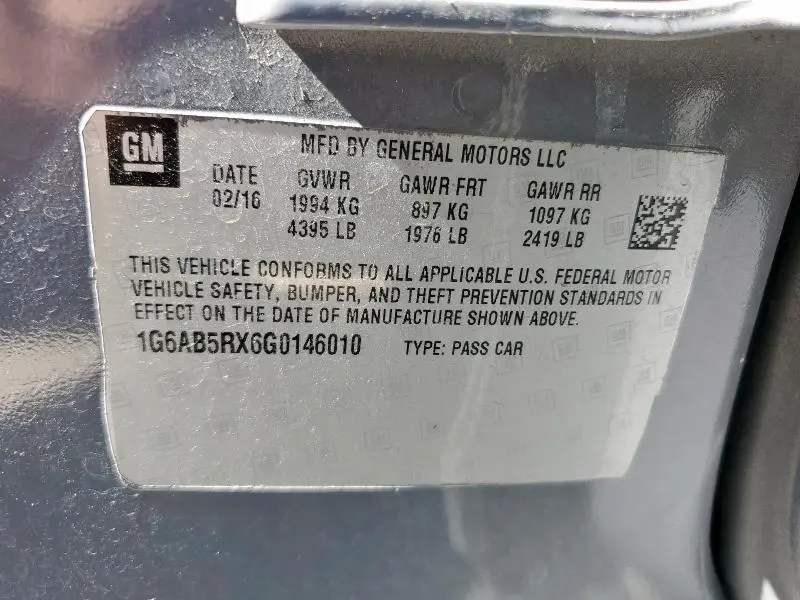 GM
MFD BY GENERAL MOTORS LLC
DATE GVWR GAWR FRT GAWR RR
02/16 1994 KG 897 KG 1097 KG
4395 LB 1976 LB 2419 LB
THIS VEHICLE CONFORMS TO ALL APPLICABLE U.S. FEDERAL MOTOR
VEHICLE SAFETY, BUMPER, AND THEFT PREVENTION STANDARDS IN
EFFECT ON THE DATE OF MANUFACTURE SHOWN ABOVE.
1G6AB5RX6G0146010 TYPE: PASS CAR